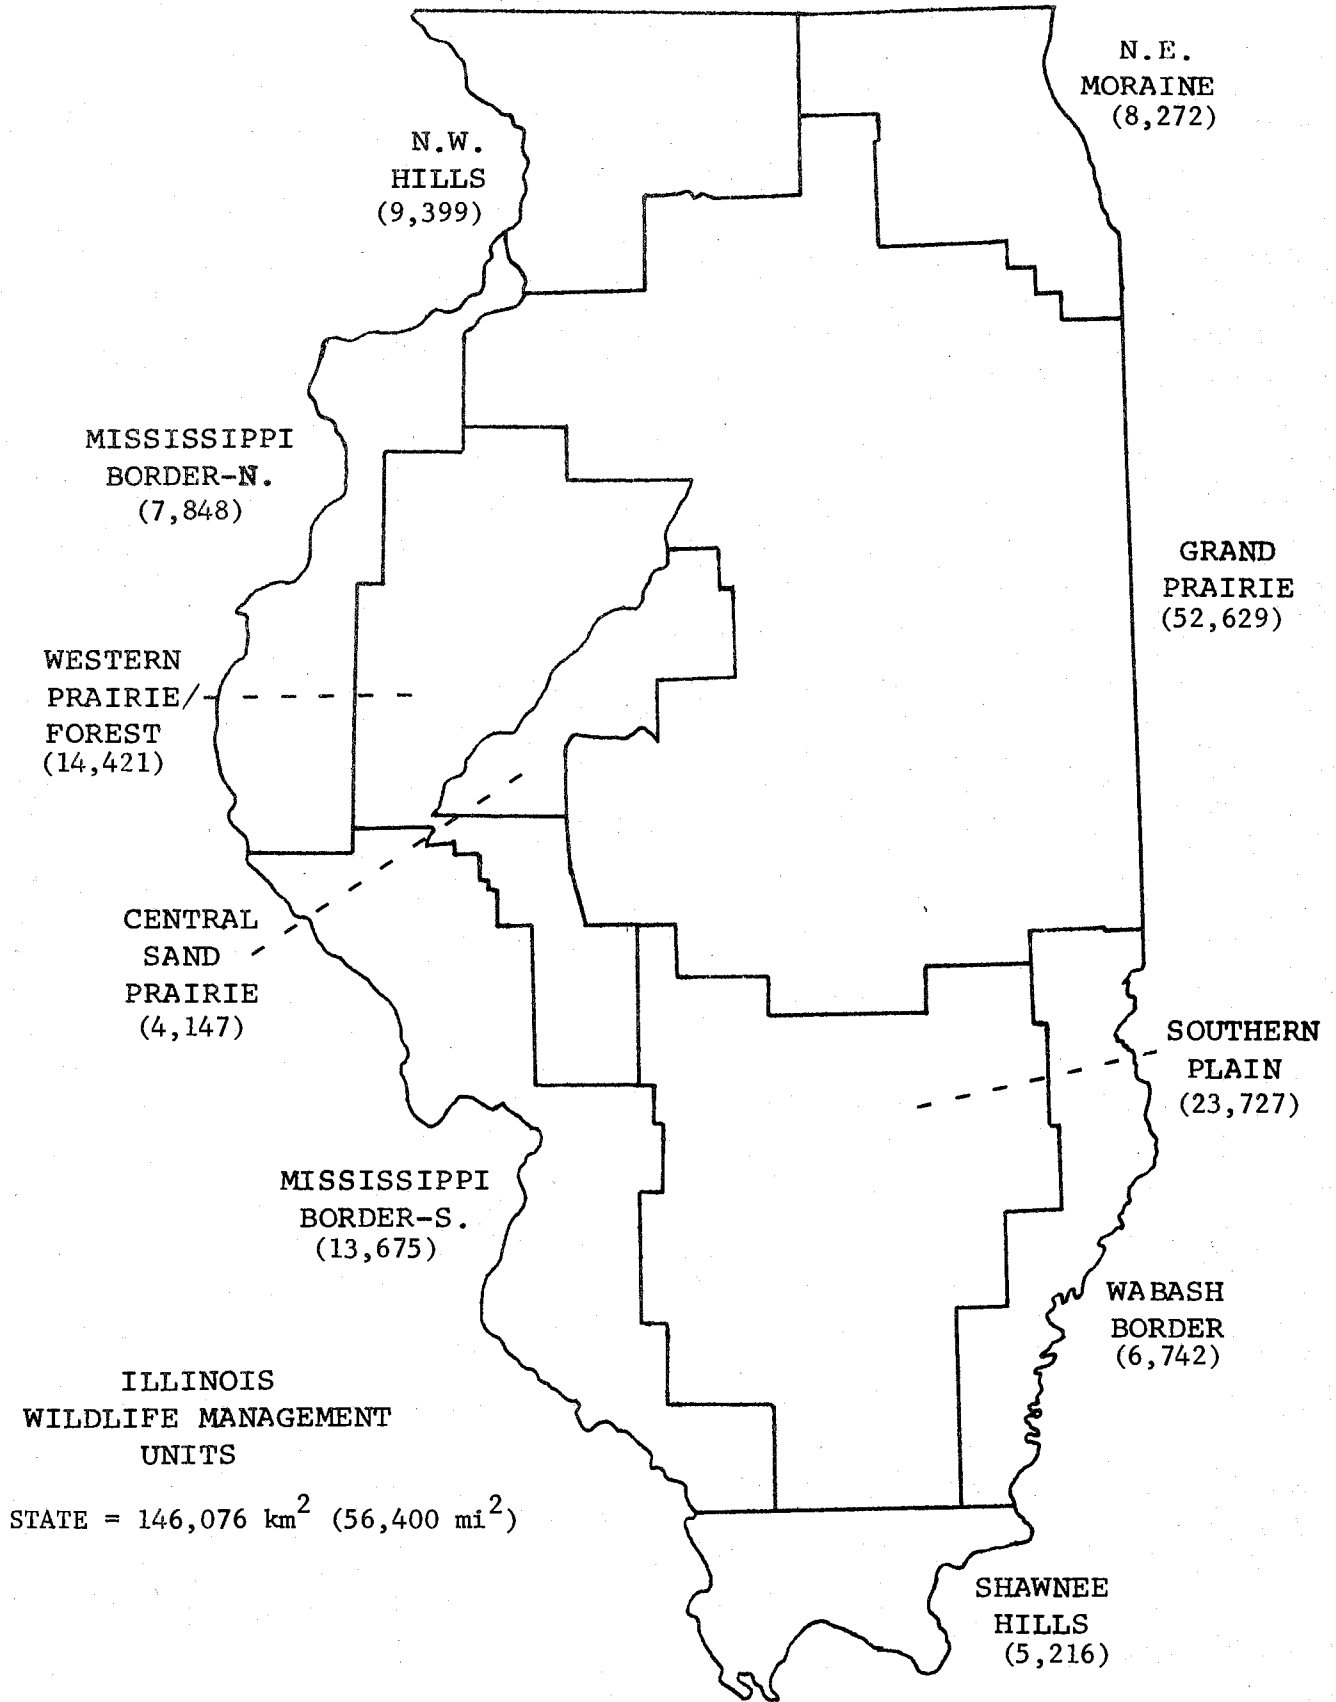 N.E.
MORAINE
(8,272)
N.W.
HILLS
(9,399)
MISSISSIPPI
BORDER-N.
(7,848)
GRAND
PRAIRIE
(52,629)
WESTERN
PRAIRIE/
FOREST
(14,421)
CENTRAL
SAND
PRAIRIE
(4,147)
SOUTHERN
PLAIN
(23,727)
MISSISSIPPI
BORDER-S.
(13,675)
WABASH
BORDER
(6,742)
ILLINOIS
WILDLIFE MANAGEMENT
UNITS
STATE = 146,076 km² (56,400 mi²)
SHAWNEE
HILLS
(5,216)